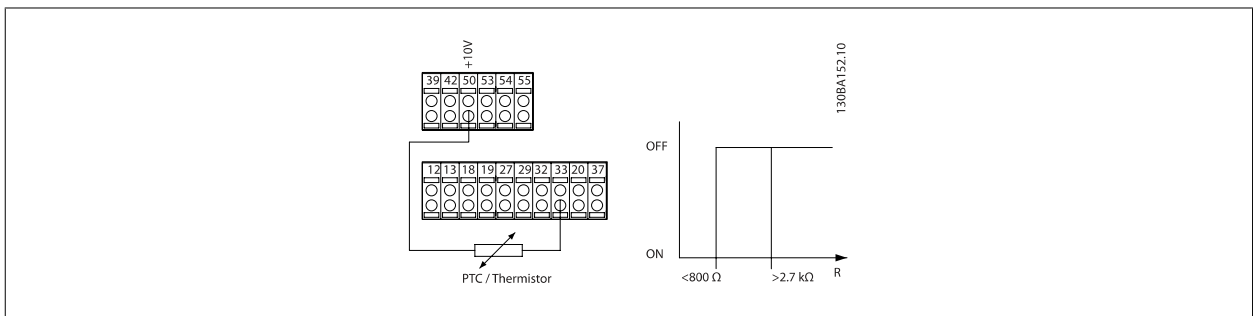 +10V
39 42 50 53 54 55
12 13 18 19 27 29 32 33 20 37
PTC / Thermistor
130BA152.10
OFF
ON
<800 Ω >2.7 kΩ R